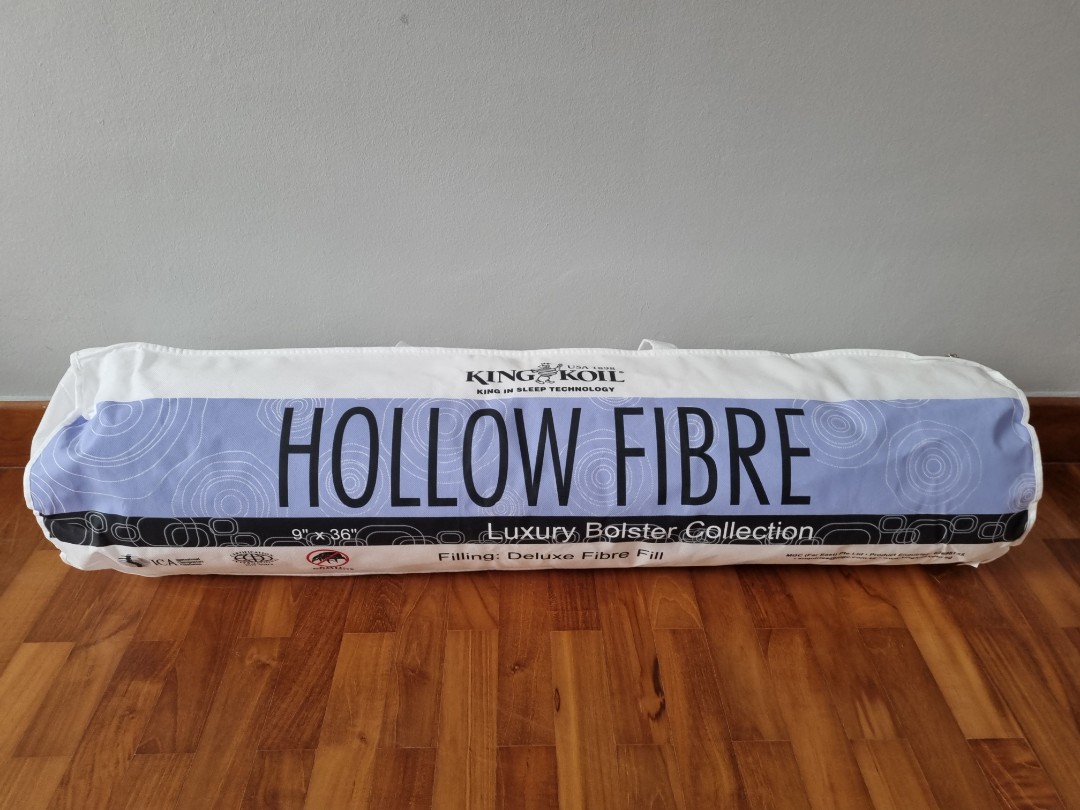 USA 1898
KING KOIL
KING IN SLEEP TECHNOLOGY
HOLLOW FIBRE
9" x 36"
Luxury Bolster Collection
ICA
Filling: Deluxe Fibre Fill